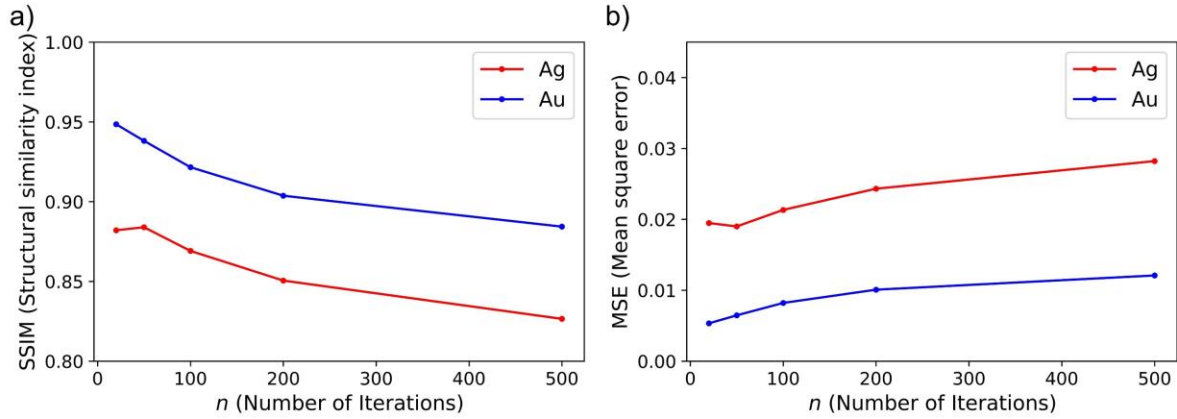 a)
SSIM (Structural similarity index)
1.00
0.95
0.90
0.85
0.80
Ag
Au
0 100 200 300 400 500
n (Number of Iterations)
b)
MSE (Mean square error)
0.04
0.03
0.02
0.01
0.00
Ag
Au
0 100 200 300 400 500
n (Number of Iterations)